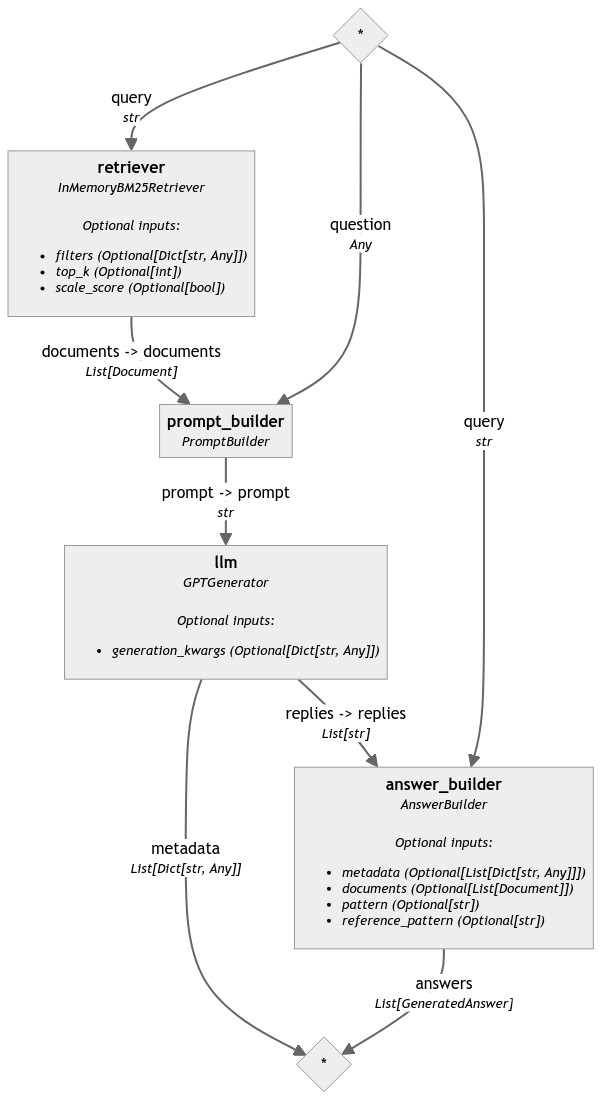 *
query
str
retriever
InMemoryBM25Retriever
Optional inputs:
• filters (Optional[Dict[str, Any]])
• top_k (Optional[int])
• scale_score (Optional[bool])
question
Any
documents -> documents
List[Document]
prompt_builder
PromptBuilder
query
str
prompt -> prompt
str
llm
GPTGenerator
Optional inputs:
• generation_kwargs (Optional[Dict[str, Any]])
replies -> replies
List[str]
answer_builder
AnswerBuilder
Optional inputs:
• metadata (Optional[List[Dict[str, Any]]])
• documents (Optional[List[Document]])
• pattern (Optional[str])
• reference_pattern (Optional[str])
metadata
List[Dict[str, Any]]
answers
List[GeneratedAnswer]
*